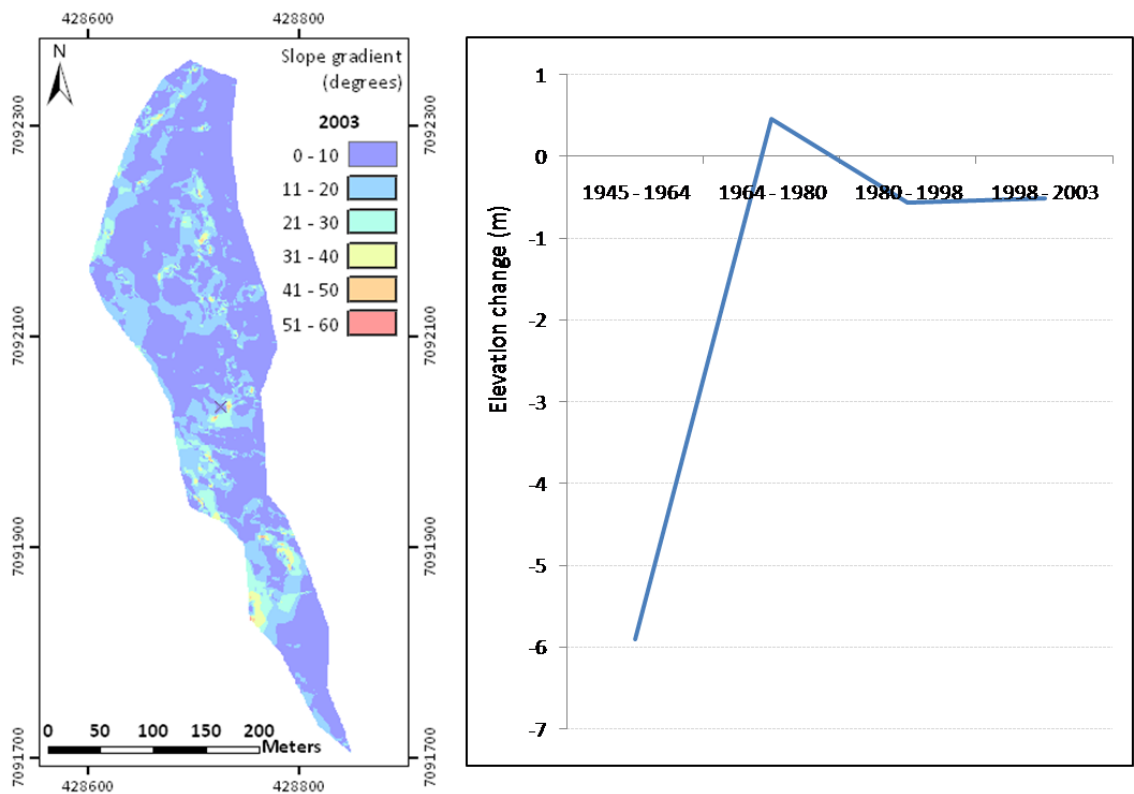 428600 428800
N
Slope gradient
(degrees)
2003
0 - 10
11 - 20
21 - 30
31 - 40
41 - 50
51 - 60
7092300
7092100
7091900
7091700
7092300
7092100
7091900
7091700
0 50 100 150 200
Meters
428600 428800
Elevation change (m)
1
0
-1
-2
-3
-4
-5
-6
-7
1945 - 1964 1964 - 1980 1980 - 1998 1998 - 2003